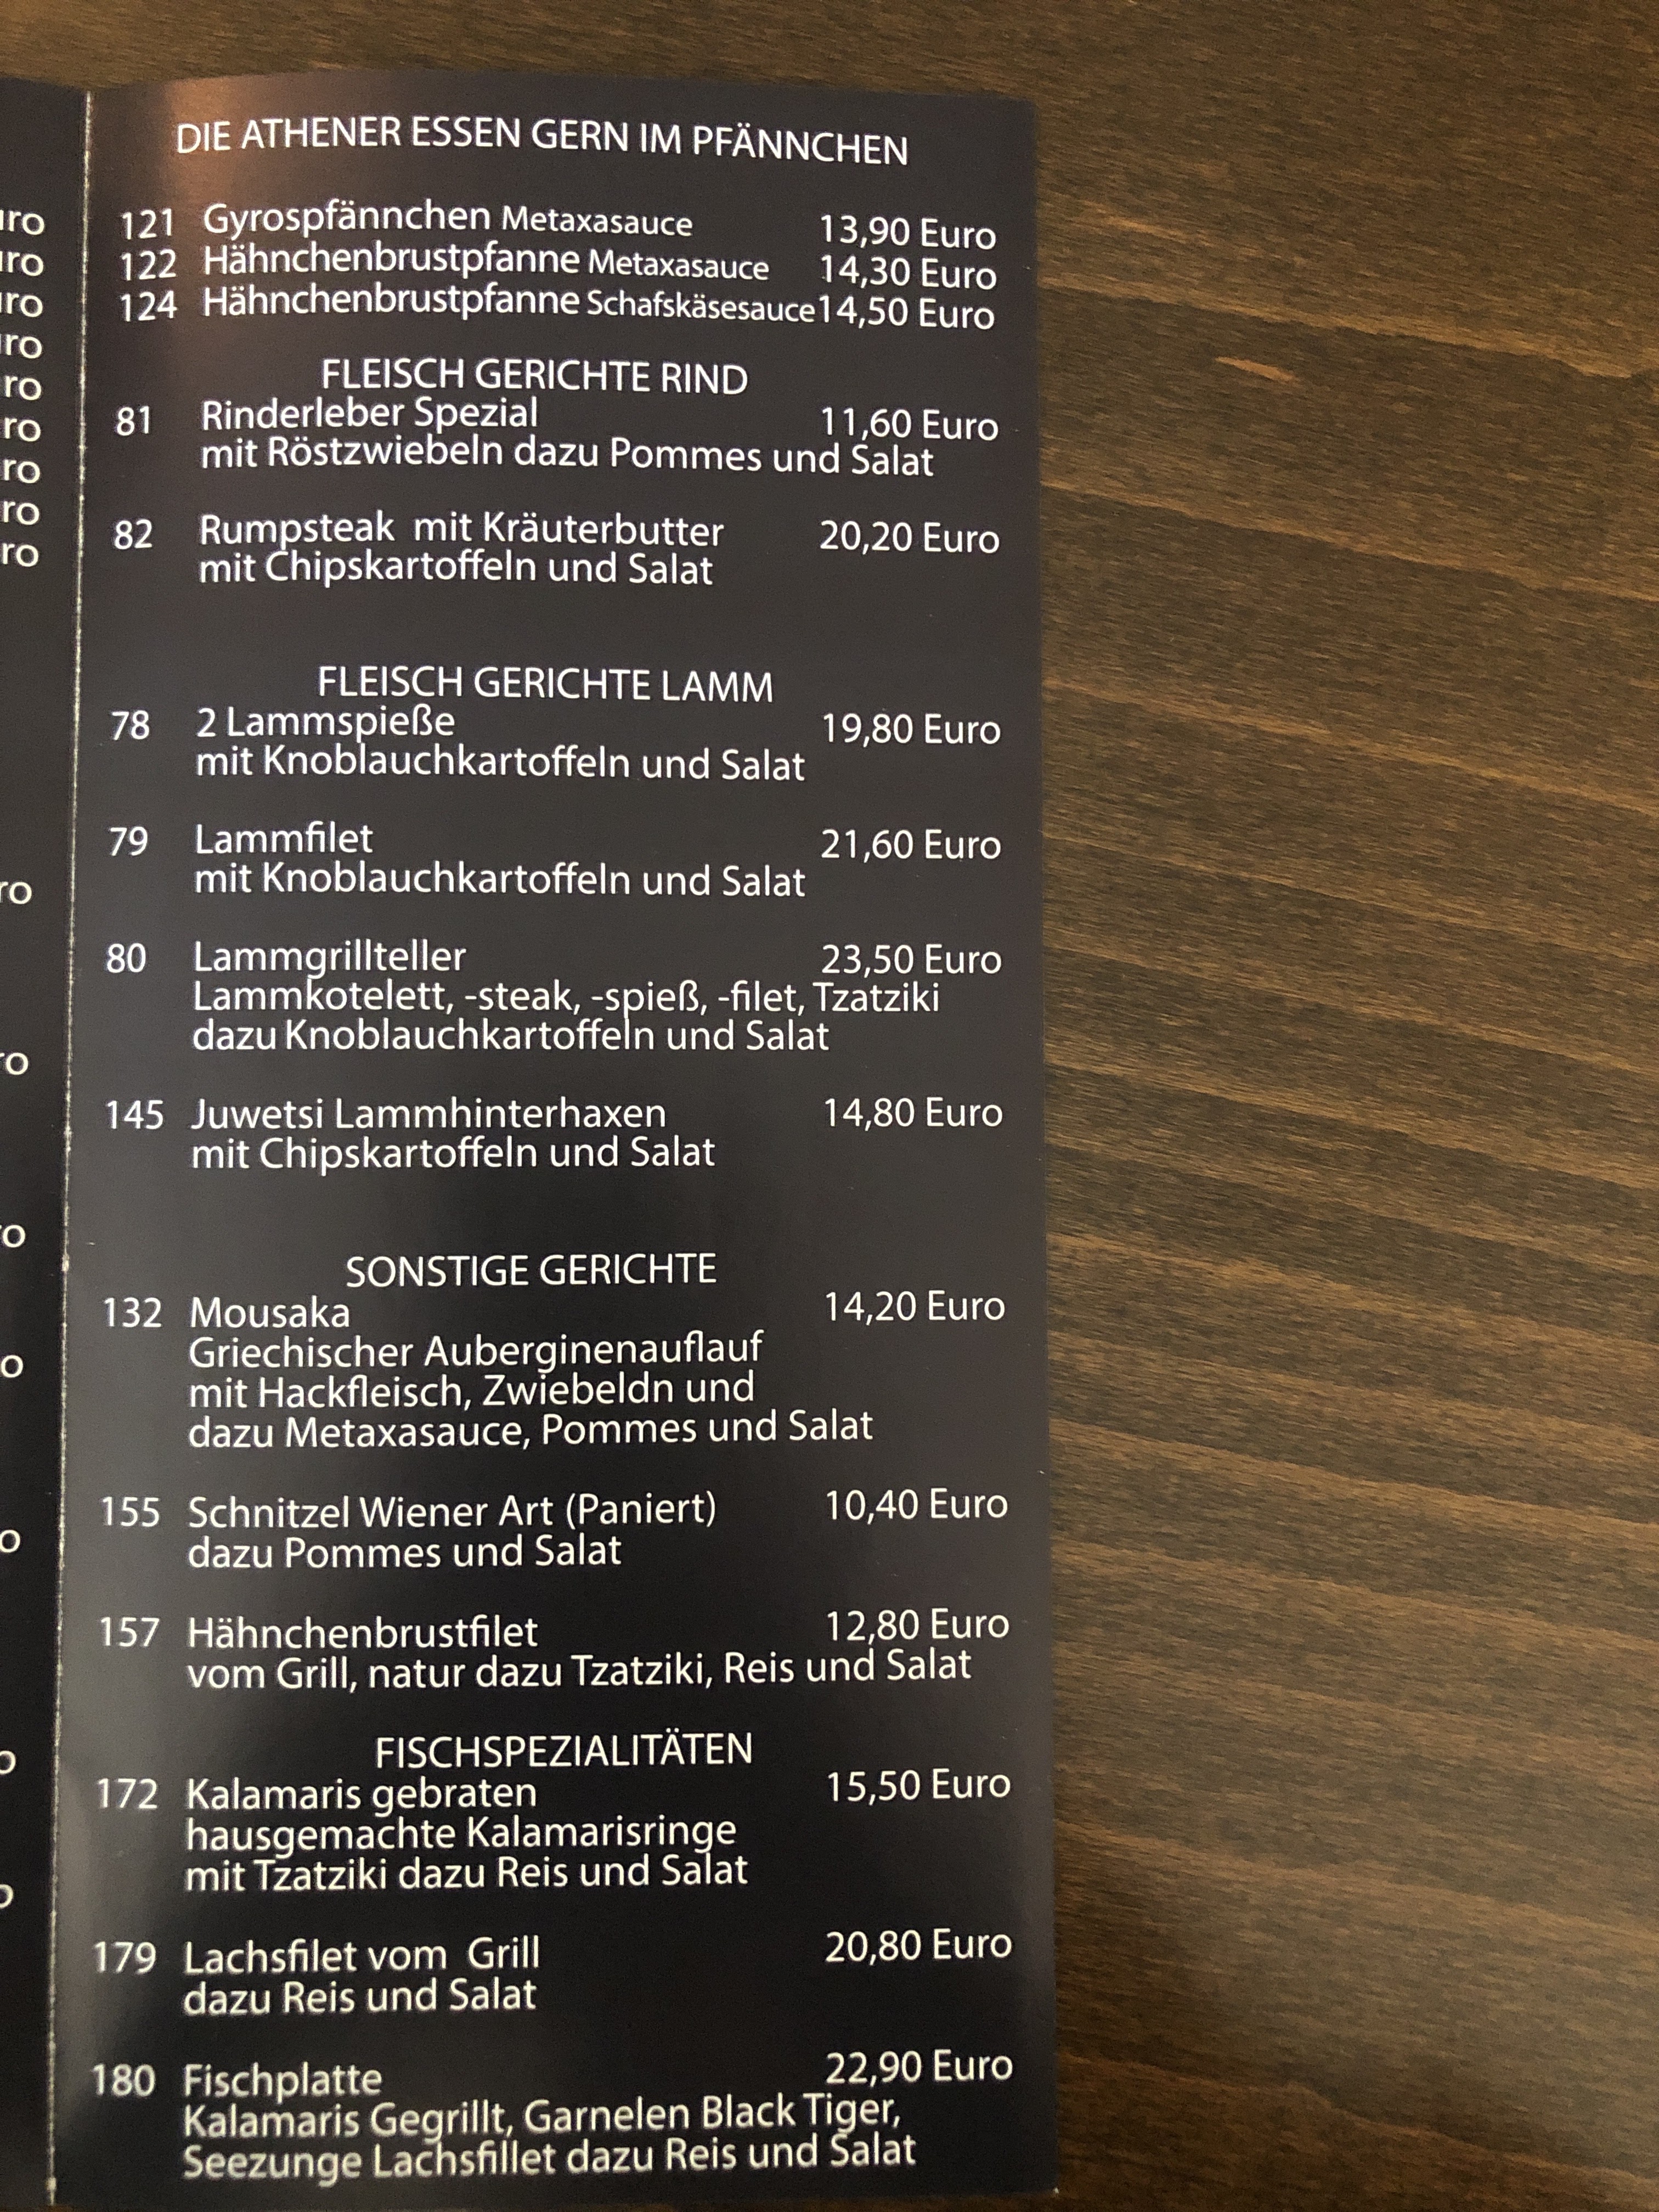 DIE ATHENER ESSEN GERN IM PFÄNNCHEN
121 Gyrospfännchen Metaxasauce 13,90 Euro
122 Hähnchenbrustpfanne Metaxasauce 14,30 Euro
124 Hähnchenbrustpfanne Schafskäsesauce 14,50 Euro
FLEISCH GERICHTE RIND
81 Rinderleber Spezial 11,60 Euro
mit Röstzwiebeln dazu Pommes und Salat
82 Rumpsteak mit Kräuterbutter 20,20 Euro
mit Chipskartoffeln und Salat
FLEISCH GERICHTE LAMM
78 2 Lammspieße 19,80 Euro
mit Knoblauchkartoffeln und Salat
79 Lammfilet 21,60 Euro
mit Knoblauchkartoffeln und Salat
80 Lammgrillteller 23,50 Euro
Lammkotelett, -steak, -spieß, -filet, Tzatziki
dazu Knoblauchkartoffeln und Salat
145 Juwetsi Lammhinterhaxen 14,80 Euro
mit Chipskartoffeln und Salat
SONSTIGE GERICHTE
132 Mousaka 14,20 Euro
Griechischer Auberginenauflauf
mit Hackfleisch, Zwiebeldn und
dazu Metaxasauce, Pommes und Salat
155 Schnitzel Wiener Art (Paniert) 10,40 Euro
dazu Pommes und Salat
157 Hähnchenbrustfilet 12,80 Euro
vom Grill, natur dazu Tzatziki, Reis und Salat
FISCHSPEZIALITÄTEN
172 Kalamaris gebraten 15,50 Euro
hausgemachte Kalamarisringe
mit Tzatziki dazu Reis und Salat
179 Lachsfilet vom Grill 20,80 Euro
dazu Reis und Salat
180 Fischplatte 22,90 Euro
Kalamaris Gegrillt, Garnelen Black Tiger,
Seezunge Lachsfillet dazu Reis und Salat